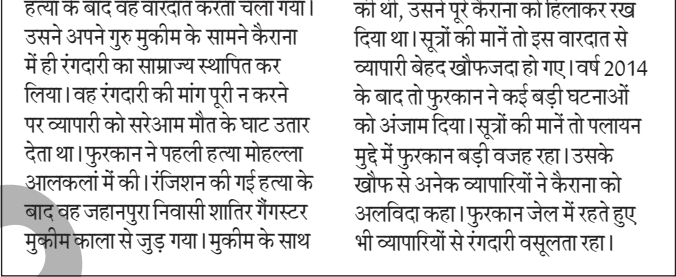 हत्या के बाद वह वारदात करता चला गया।
उसने अपने गुरु मुकीम के सामने कैराना
में ही रंगदारी का साम्राज्य स्थापित कर
लिया। वह रंगदारी की मांग पूरी न करने
पर व्यापारी को सरेआम मौत के घाट उतार
देता था। फुरकान ने पहली हत्या मोहल्ला
आलकलां में की। रंजिशन की गई हत्या के
बाद वह जहानपुरा निवासी शातिर गैंगस्टर
मुकीम काला से जुड़ गया। मुकीम के साथ
की थी, उसने पूरे कैराना को हिलाकर रख
दिया था। सूत्रों की मानें तो इस वारदात से
व्यापारी बेहद खौफजदा हो गए। वर्ष 2014
के बाद तो फुरकान ने कई बड़ी घटनाओं
को अंजाम दिया। सूत्रों की मानें तो पलायन
मुद्दे में फुरकान बड़ी वजह रहा। उसके
खौफ से अनेक व्यापारियों ने कैराना को
अलविदा कहा। फुरकान जेल में रहते हुए
भी व्यापारियों से रंगदारी वसूलता रहा।